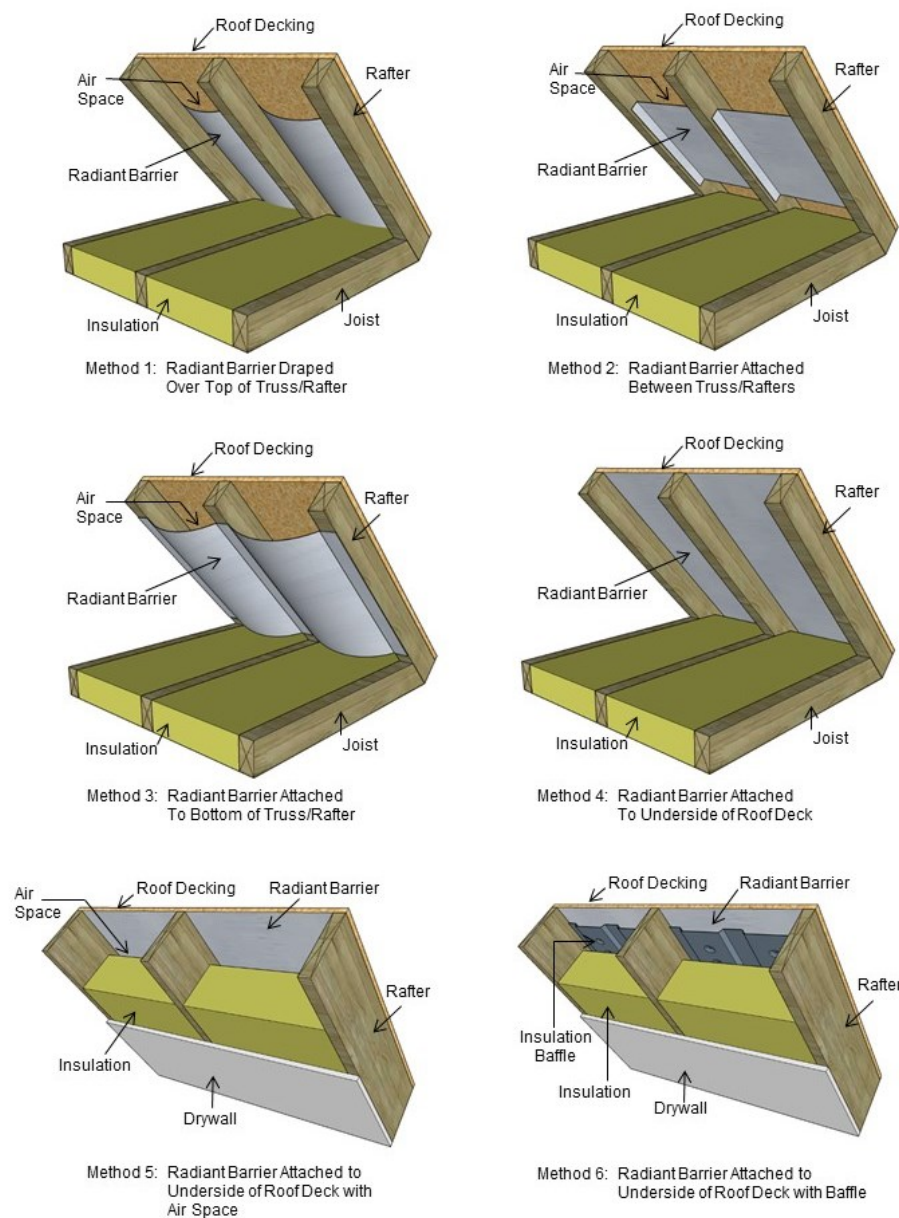 Roof Decking
Air
Space
Rafter
Radiant Barrier
Insulation
Joist
Method 1: Radiant Barrier Draped
Over Top of Truss/Rafter
Roof Decking
Air
Space
Rafter
Radiant Barrier
Insulation
Joist
Method 2: Radiant Barrier Attached
Between Truss/Rafters
Roof Decking
Air
Space
Rafter
Radiant Barrier
Insulation
Joist
Method 3: Radiant Barrier Attached
To Bottom of Truss/Rafter
Roof Decking
Rafter
Radiant Barrier
Insulation
Joist
Method 4: Radiant Barrier Attached
To Underside of Roof Deck
Air
Space
Roof Decking
Radiant Barrier
Rafter
Insulation
Drywall
Method 5: Radiant Barrier Attached to
Underside of Roof Deck with
Air Space
Roof Decking
Radiant Barrier
Rafter
Insulation
Baffle
Insulation
Drywall
Method 6: Radiant Barrier Attached to
Underside of Roof Deck with Baffle